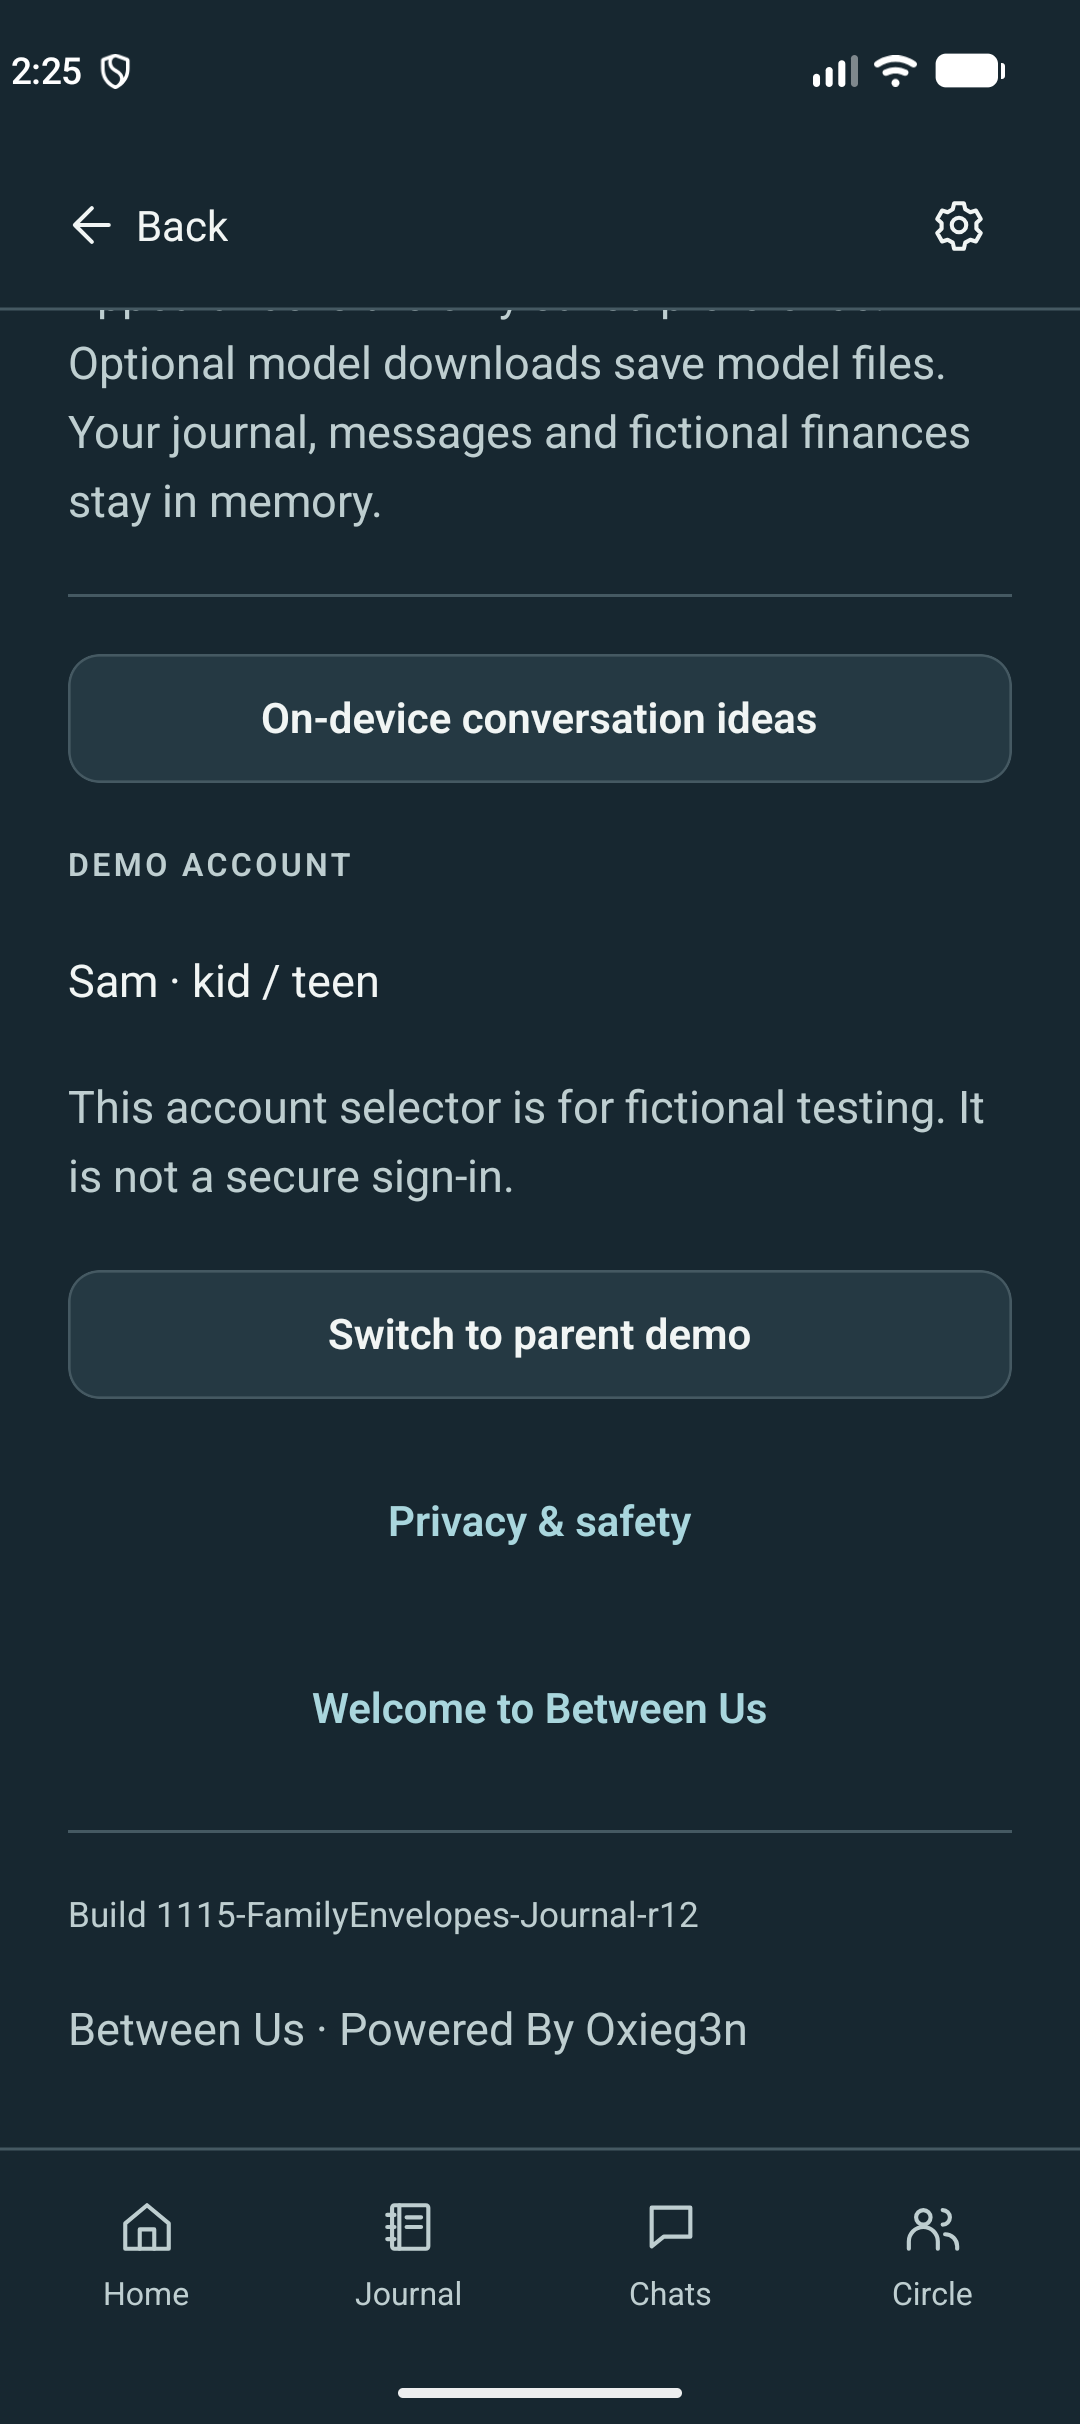 2:25
Back
Optional model downloads save model files.
Your journal, messages and fictional finances
stay in memory.
On-device conversation ideas
DEMO ACCOUNT
Sam · kid / teen
This account selector is for fictional testing. It
is not a secure sign-in.
Switch to parent demo
Privacy & safety
Welcome to Between Us
Build 1115-FamilyEnvelopes-Journal-r12
Between Us · Powered By Oxieg3n
Home
Journal
Chats
Circle